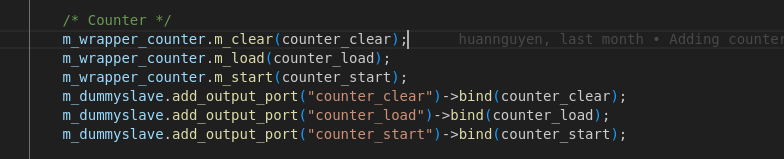 /* Counter */
m_wrapper_counter.m_clear(counter_clear); huannguyen, last month • Adding counter
m_wrapper_counter.m_load(counter_load);
m_wrapper_counter.m_start(counter_start);
m_dummyslave.add_output_port("counter_clear")->bind(counter_clear);
m_dummyslave.add_output_port("counter_load")->bind(counter_load);
m_dummyslave.add_output_port("counter_start")->bind(counter_start);